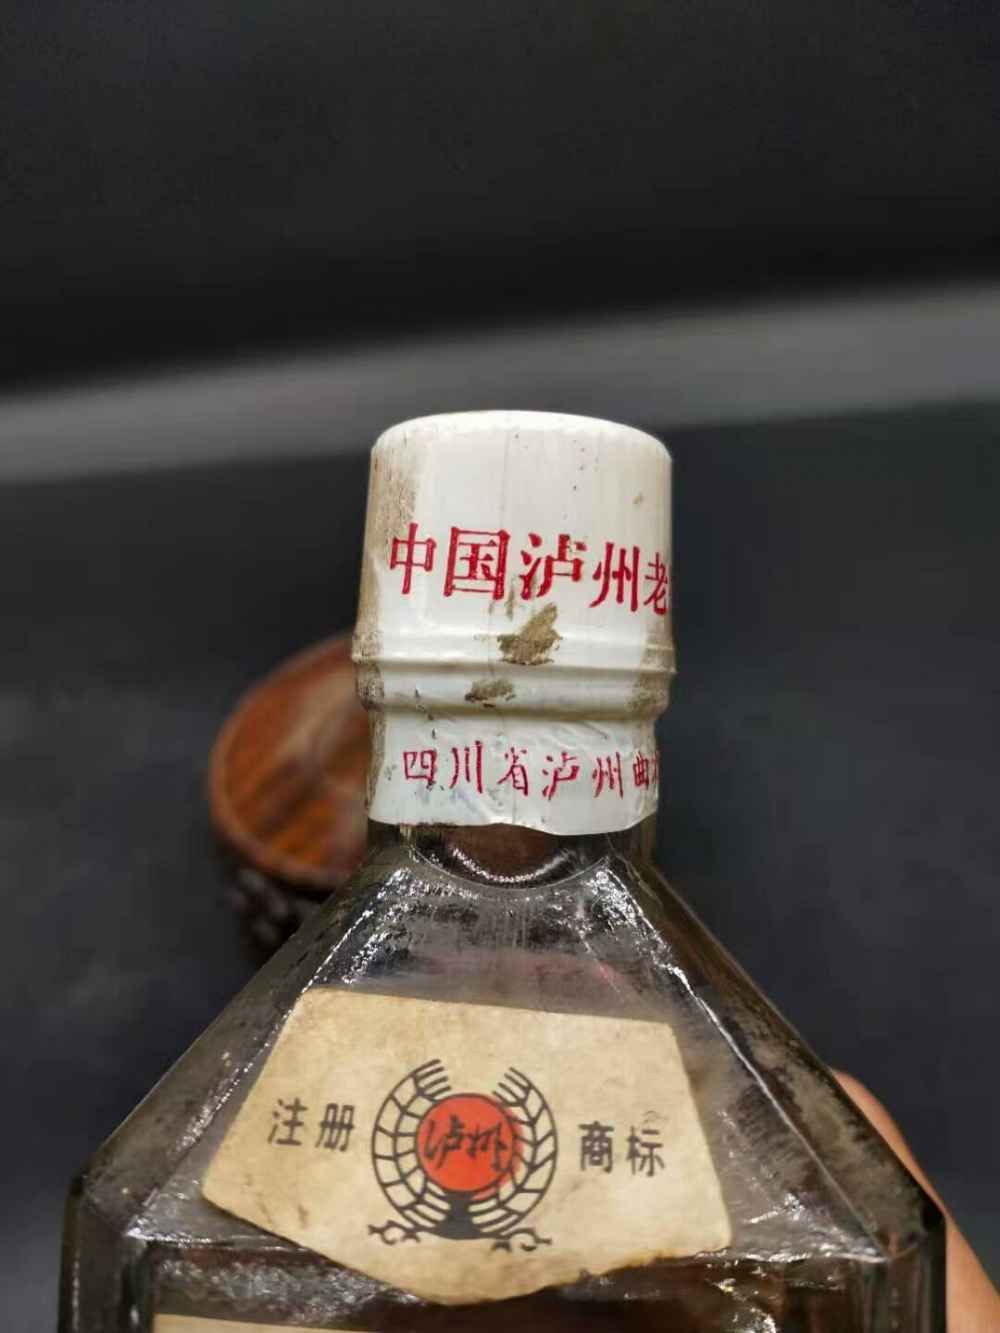 中国泸州老
四川省泸州曲
注册 泸州 商标